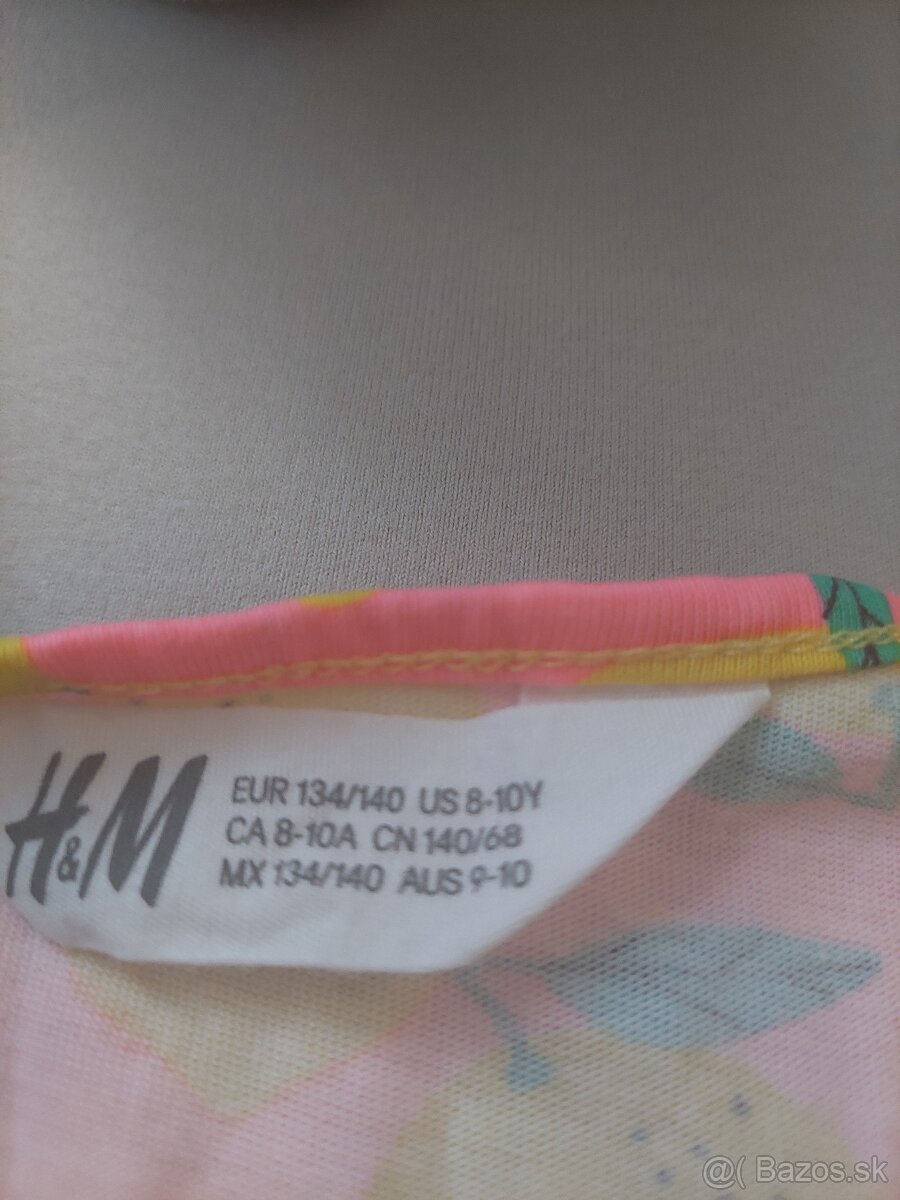 H&M
EUR 134/140 US 8-10Y
CA 8-10A CN 140/68
MX 134/140 AUS 9-10
@( Bazos.sk